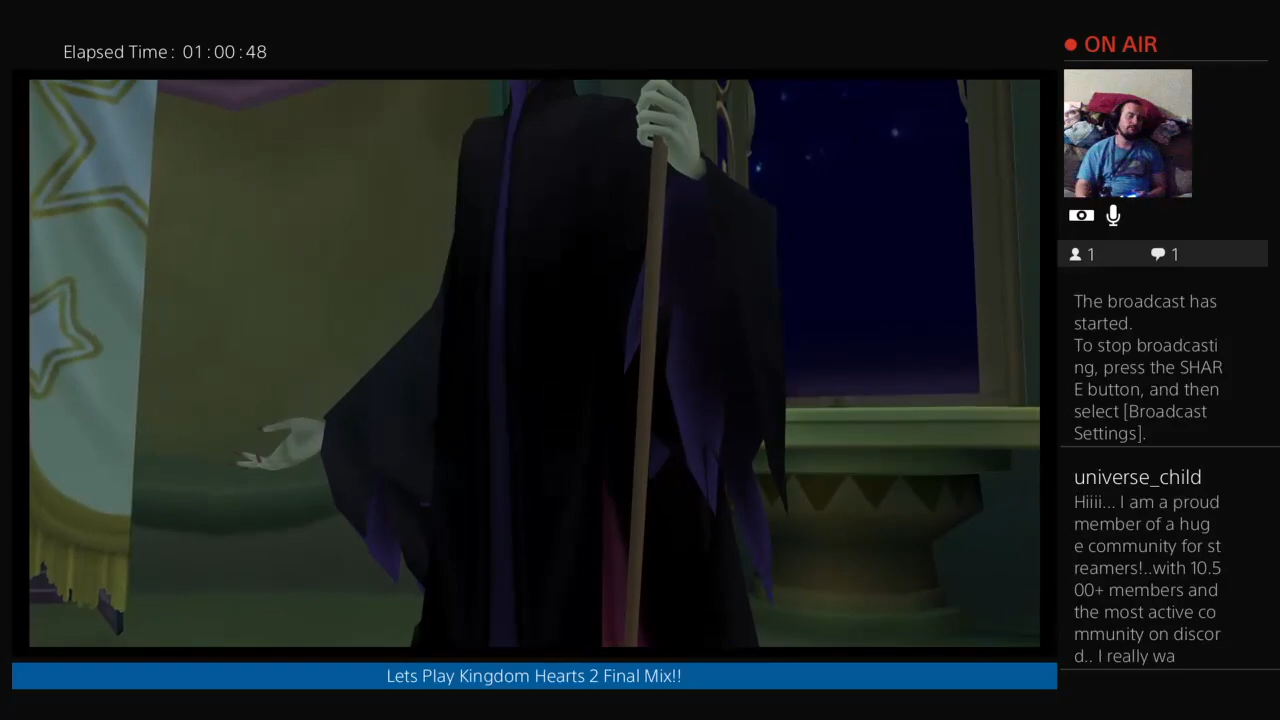 Elapsed Time: 01:00:48
ON AIR
1
1
The broadcast has
started.
To stop broadcasti
ng, press the SHAR
E button, and then
select [Broadcast
Settings].
universe_child
Hiiii... I am a proud
member of a hug
e community for st
reamers!..with 10.5
00+ members and
the most active co
mmunity on discor
d.. I really wa
Lets Play Kingdom Hearts 2 Final Mix!!